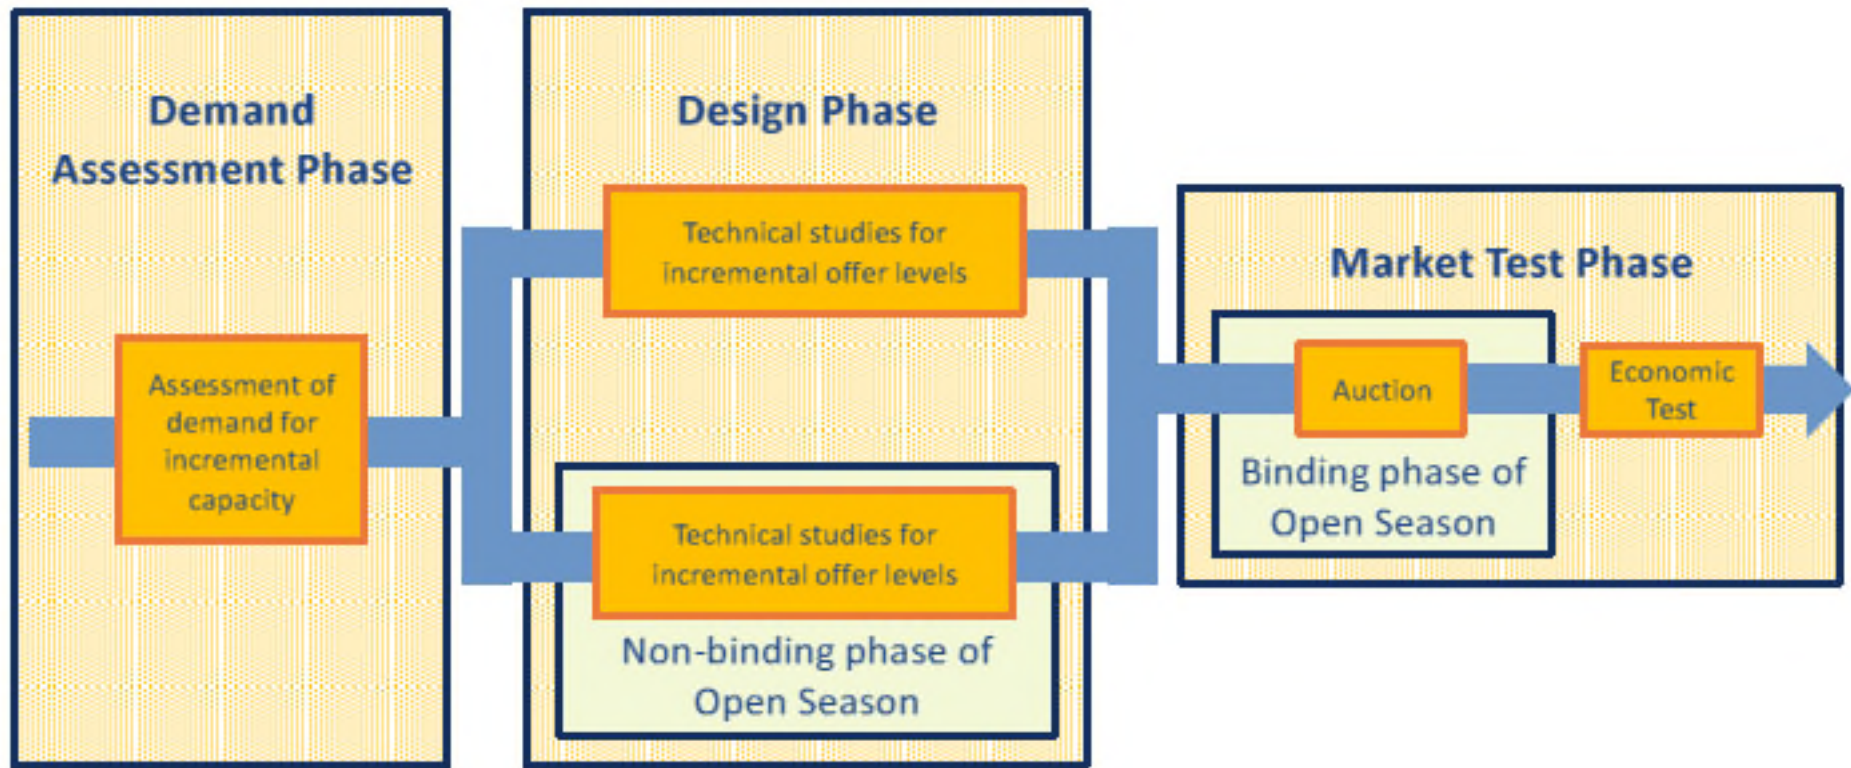 Demand
Assessment Phase
Assessment of
demand for
incremental
capacity
Design Phase
Technical studies for
incremental offer levels
Technical studies for
incremental offer levels
Non-binding phase of
Open Season
Market Test Phase
Auction
Binding phase of
Open Season
Economic
Test